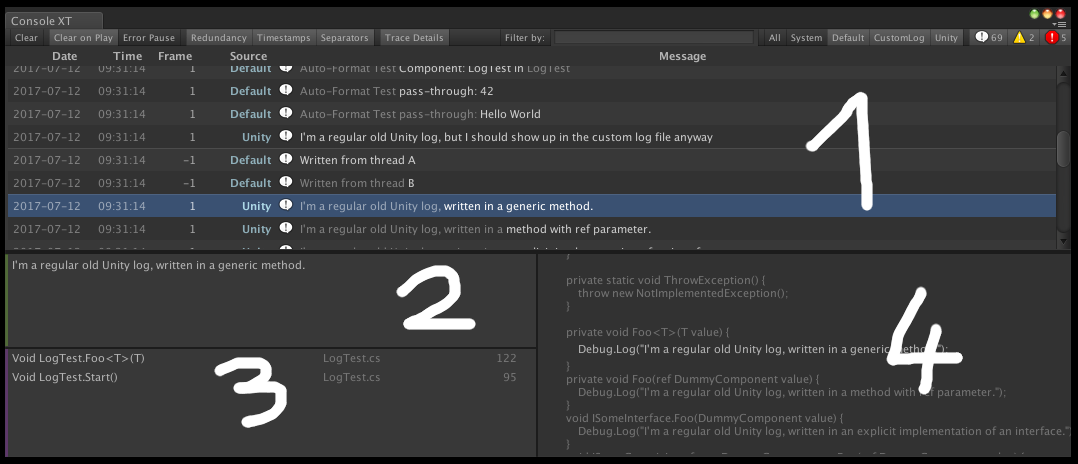 Console XT
Clear Clear on Play Error Pause Redundancy Timestamps Separators Trace Details Filter by: All System Default CustomLog Unity 69 2 5
Date Time Frame Source Message
2017-07-12 09:31:14 1 Default Auto-Format Test Component: LogTest in LogTest
2017-07-12 09:31:14 1 Default Auto-Format Test pass-through: 42
2017-07-12 09:31:14 1 Default Auto-Format Test pass-through: Hello World
2017-07-12 09:31:14 1 Unity I'm a regular old Unity log, but I should show up in the custom log file anyway
2017-07-12 09:31:14 -1 Default Written from thread A
2017-07-12 09:31:14 -1 Default Written from thread B
2017-07-12 09:31:14 1 Unity I'm a regular old Unity log, written in a generic method.
2017-07-12 09:31:14 1 Unity I'm a regular old Unity log, written in a method with ref parameter.
1
I'm a regular old Unity log, written in a generic method.
2
Void LogTest.Foo<T>(T) LogTest.cs 122
Void LogTest.Start() LogTest.cs 95
3
}
private static void ThrowException() {
throw new NotImplementedException();
}
private void Foo<T>(T value) {
Debug.Log("I'm a regular old Unity log, written in a generic method.");
}
private void Foo(ref DummyComponent value) {
Debug.Log("I'm a regular old Unity log, written in a method with ref parameter.");
}
void ISomeInterface.Foo(DummyComponent value) {
Debug.Log("I'm a regular old Unity log, written in an explicit implementation of an interface."
}
4